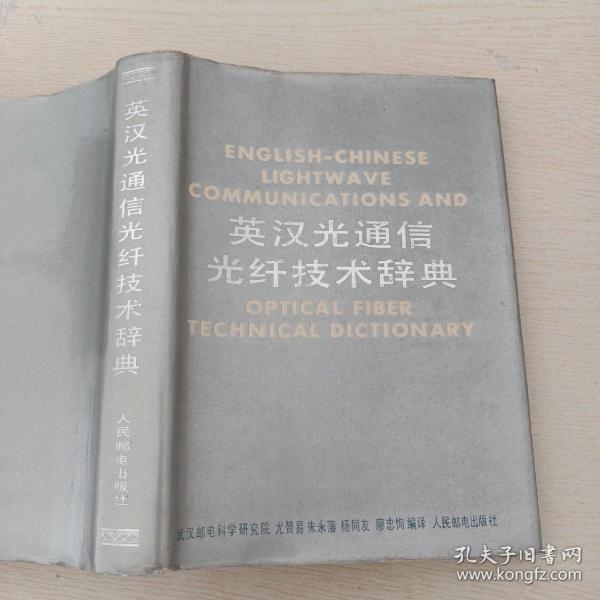 英汉光通信光纤技术辞典
人民邮电出版社
ENGLISH-CHINESE
LIGHTWAVE
COMMUNICATIONS AND
英汉光通信
光纤技术辞典
OPTICAL FIBER
TECHNICAL DICTIONARY
武汉邮电科学研究院 尤赞易 朱永藩 杨同友 廖忠恂 编译·人民邮电出版社
孔夫子旧书网
www.kongfz.com